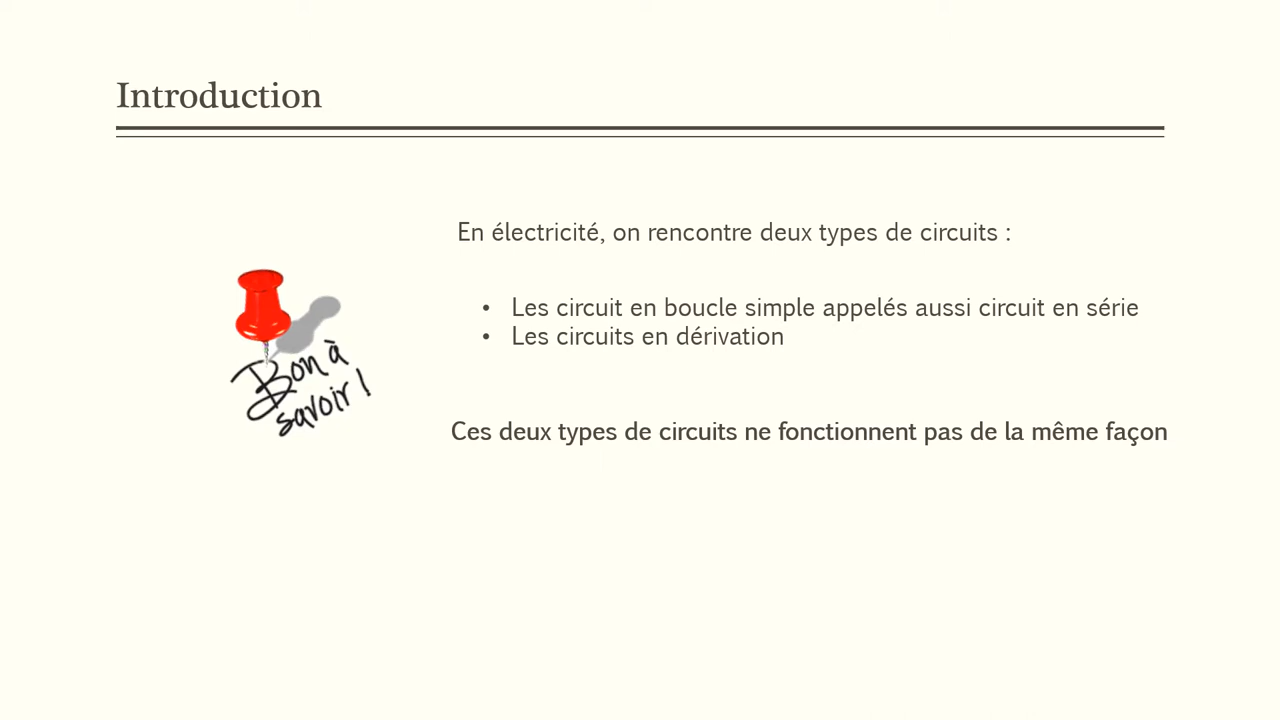 Introduction
En électricité, on rencontre deux types de circuits :
• Les circuit en boucle simple appelés aussi circuit en série
• Les circuits en dérivation
Bon à
savoir !
Ces deux types de circuits ne fonctionnent pas de la même façon